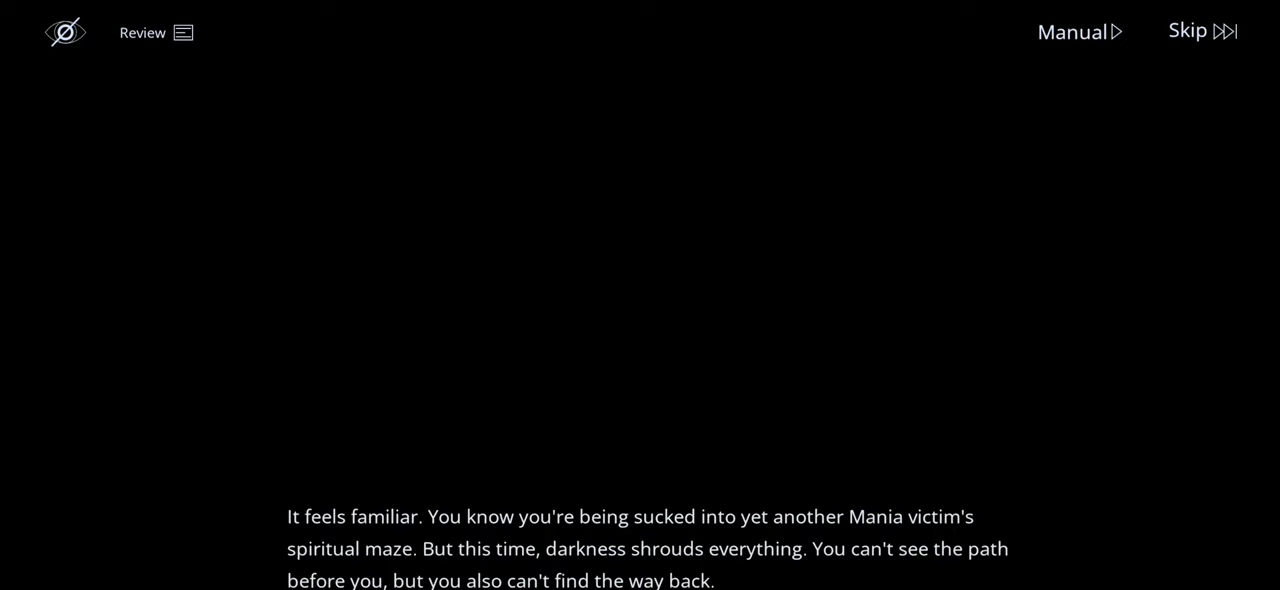 Review
Manual
Skip
It feels familiar. You know you're being sucked into yet another Mania victim's
spiritual maze. But this time, darkness shrouds everything. You can't see the path
before you, but you also can't find the way back.